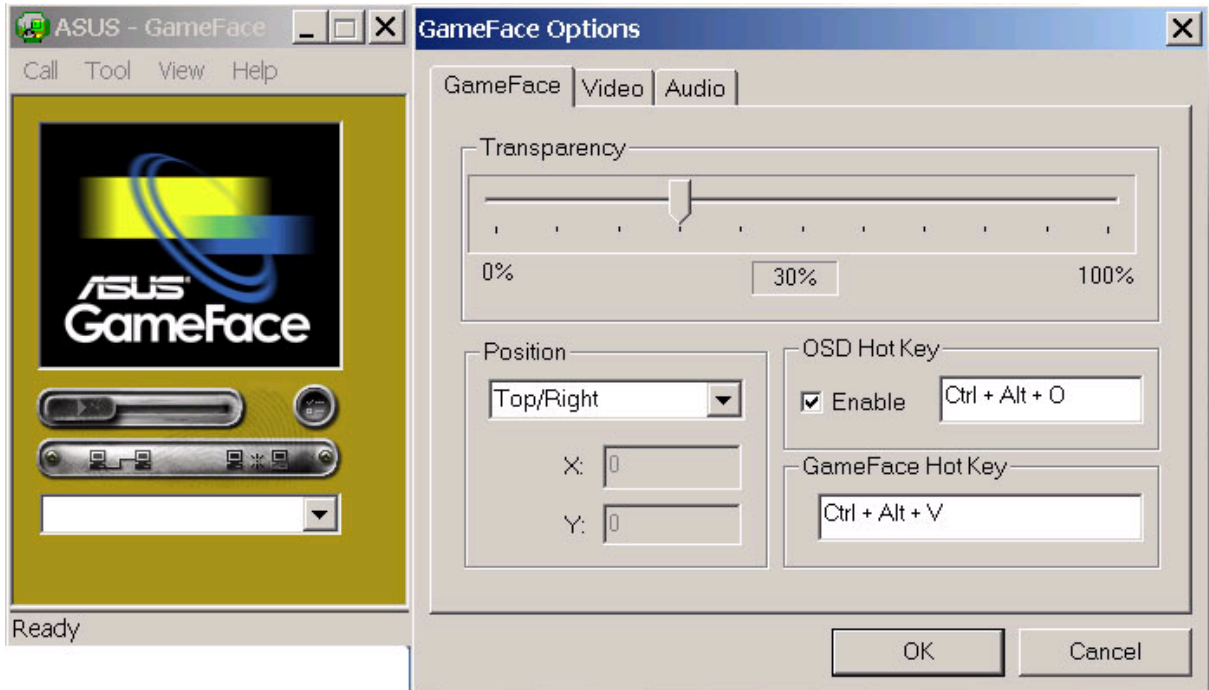 ASUS - GameFace
Call Tool View Help
ASUS
GameFace
Ready
GameFace Options
GameFace Video Audio
Transparency
0% 30% 100%
Position
Top/Right
X: 0
Y: 0
OSD Hot Key
Enable Ctrl + Alt + O
GameFace Hot Key
Ctrl + Alt + V
OK Cancel